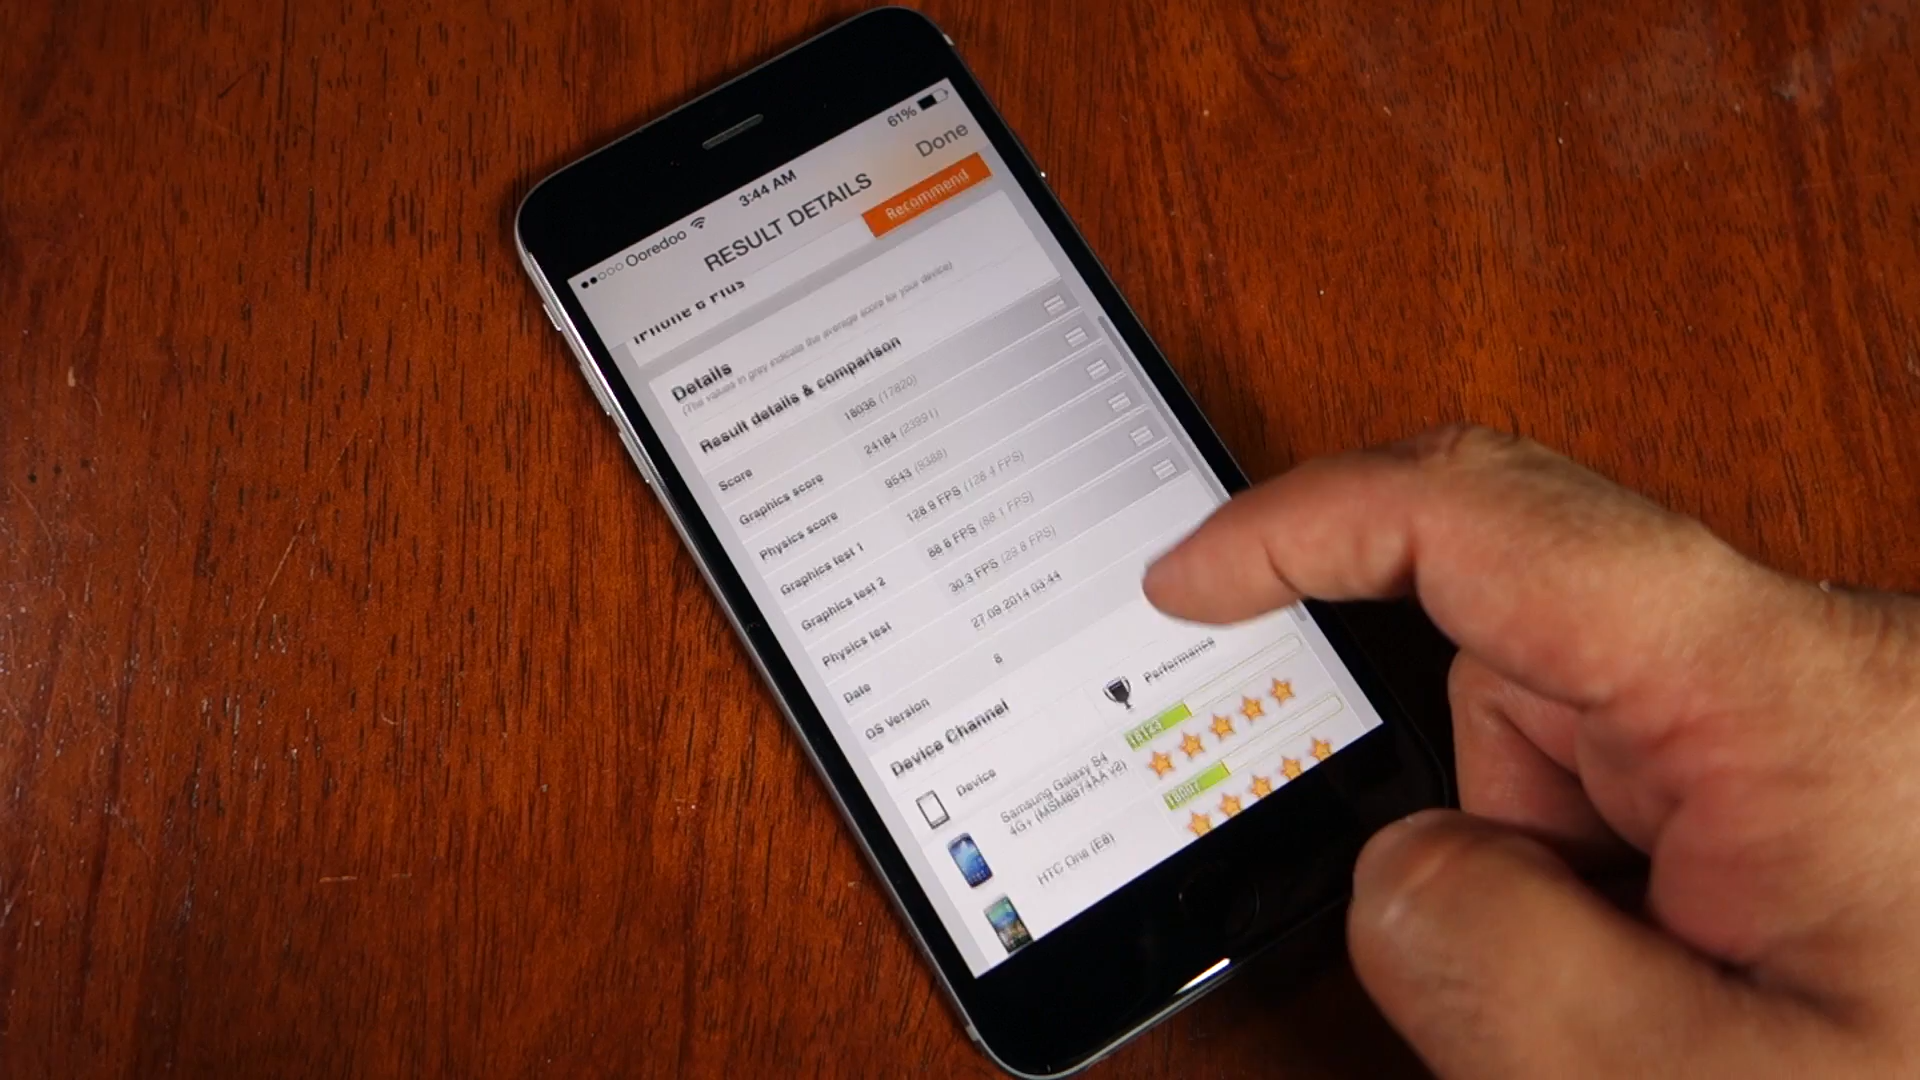 Ooredoo 3:44 AM 61%
RESULT DETAILS Done
Recommend
iPhone 6 Plus
Details
(The values in grey indicate the average score for your device)
Result details & comparison
Score 18036 (17820)
Graphics score 24184 (23991)
Physics score 9543 (9388)
Graphics test 1 128.9 FPS (128.4 FPS)
Graphics test 2 88.6 FPS (88.1 FPS)
Physics test 30.3 FPS (29.8 FPS)
Date 27.09.2014 03:44
OS Version 8
Device Channel
Device Performance
Samsung Galaxy S4
4G+ (MSM8974AA v2)
18123
HTC One (E8)